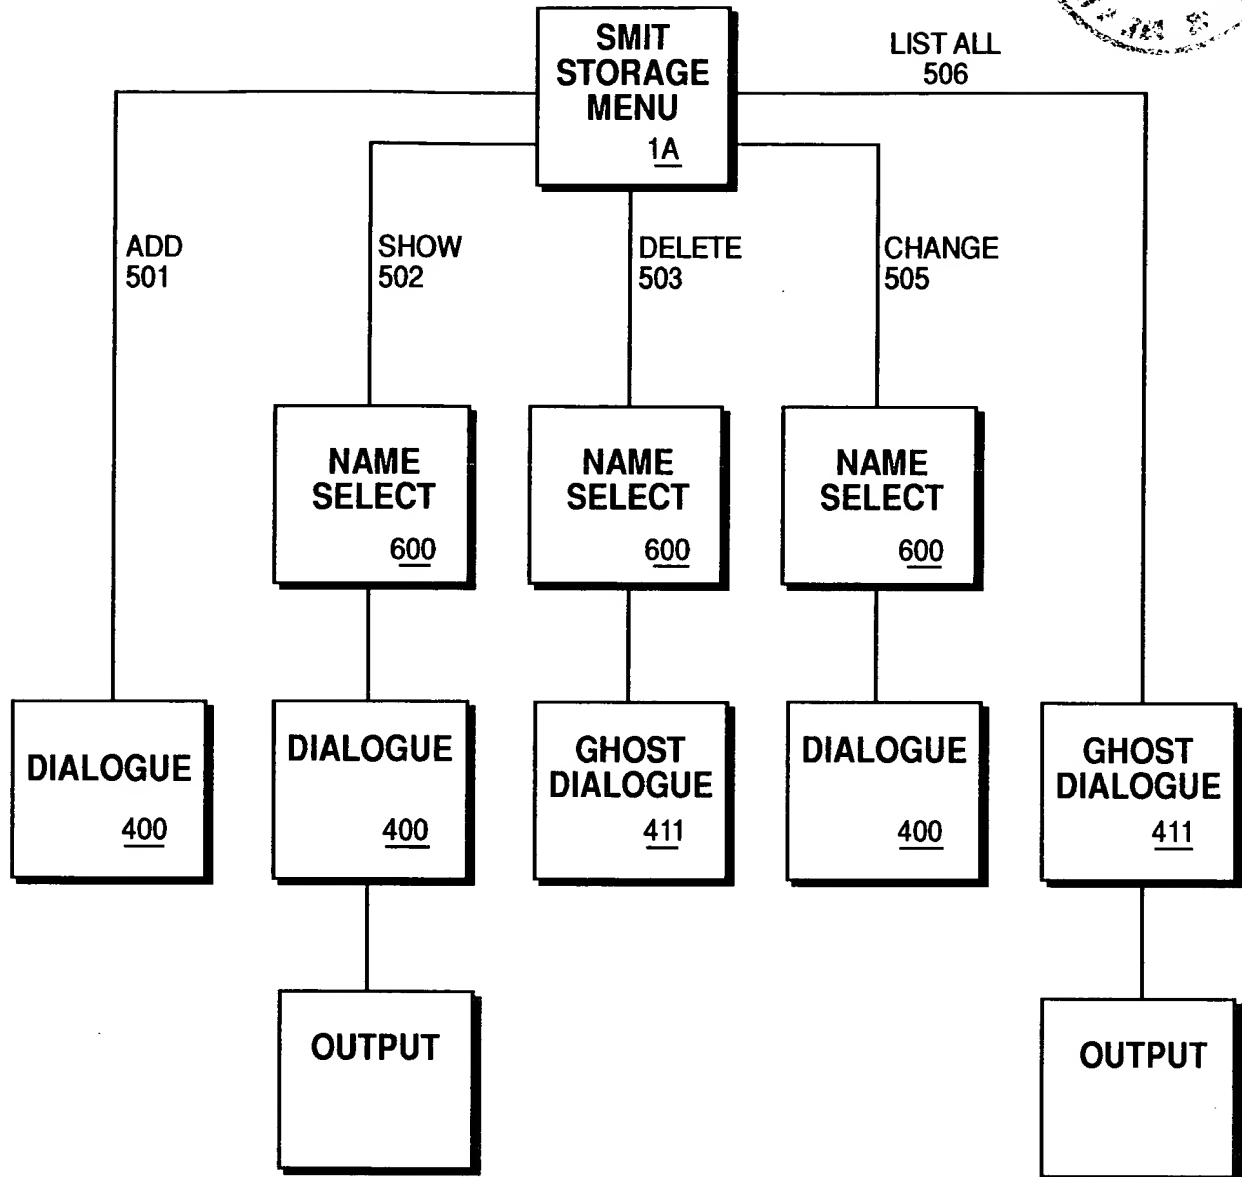 SMIT
STORAGE
MENU
1A
LIST ALL
506
ADD
501
SHOW
502
DELETE
503
CHANGE
505
NAME
SELECT
600
NAME
SELECT
600
NAME
SELECT
600
DIALOGUE
400
DIALOGUE
400
GHOST
DIALOGUE
411
DIALOGUE
400
GHOST
DIALOGUE
411
OUTPUT
OUTPUT